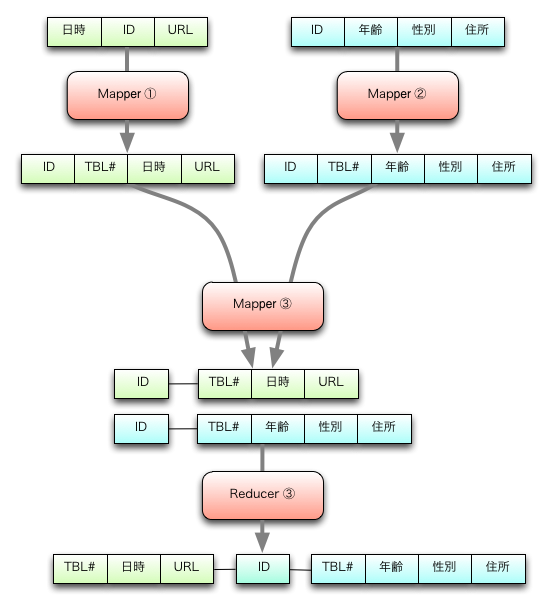 日時 ID URL
ID 年齢 性別 住所
Mapper ①
Mapper ②
ID TBL# 日時 URL
ID TBL# 年齢 性別 住所
Mapper ③
ID TBL# 日時 URL
ID TBL# 年齢 性別 住所
Reducer ③
TBL# 日時 URL ID TBL# 年齢 性別 住所